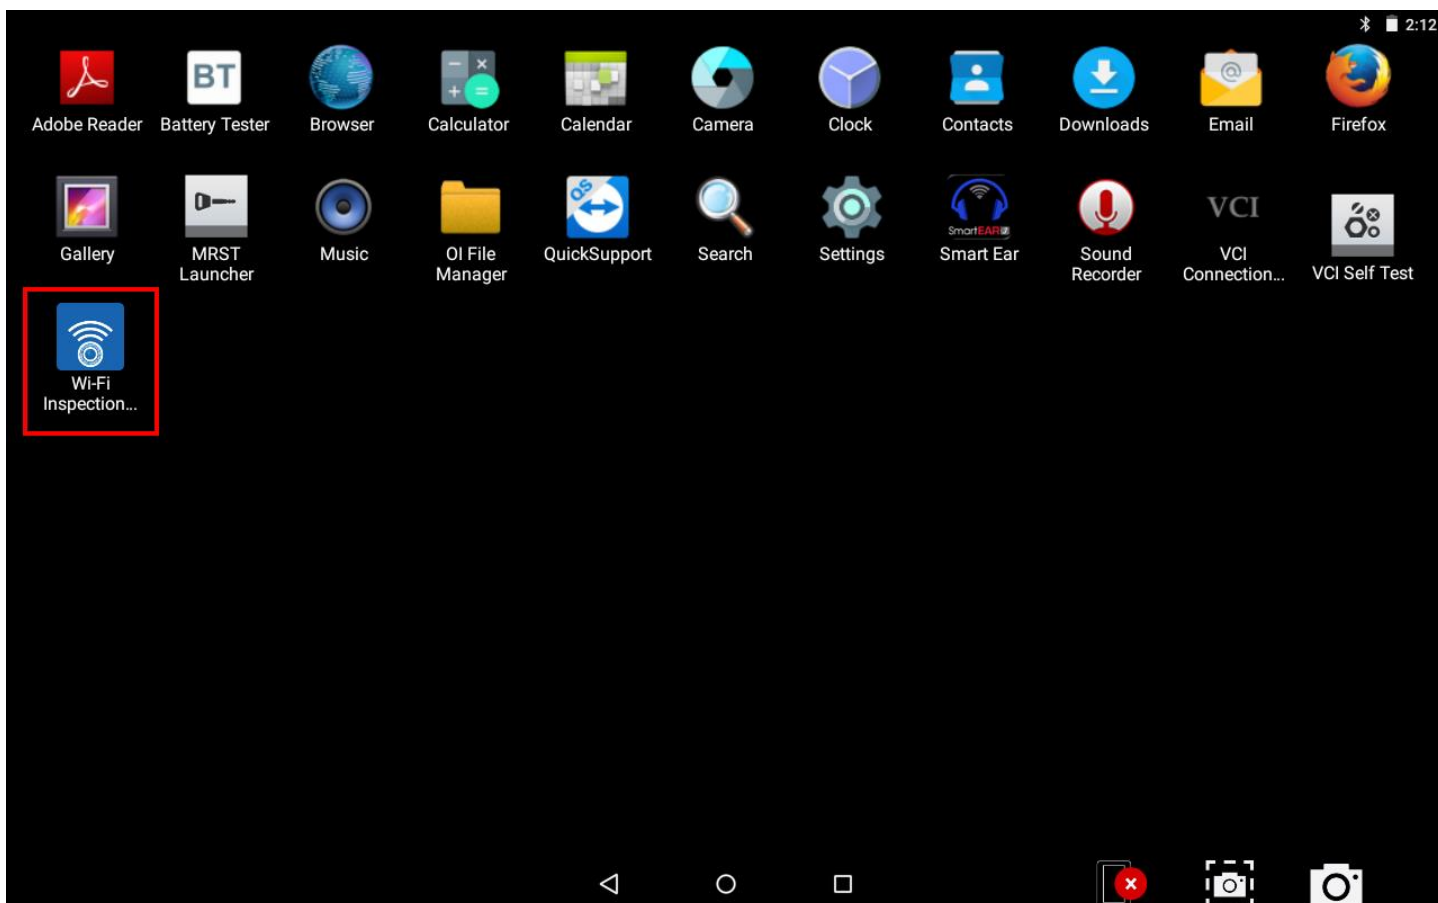 2:12
Adobe Reader
BT
Battery Tester
Browser
Calculator
Calendar
Camera
Clock
Contacts
Downloads
@
Email
Firefox
Gallery
MRST
Launcher
Music
OI File
Manager
QS
QuickSupport
Search
Settings
SmartEAR
Smart Ear
Sound
Recorder
VCI
VCI
Connection...
VCI Self Test
Wi-Fi
Inspection...